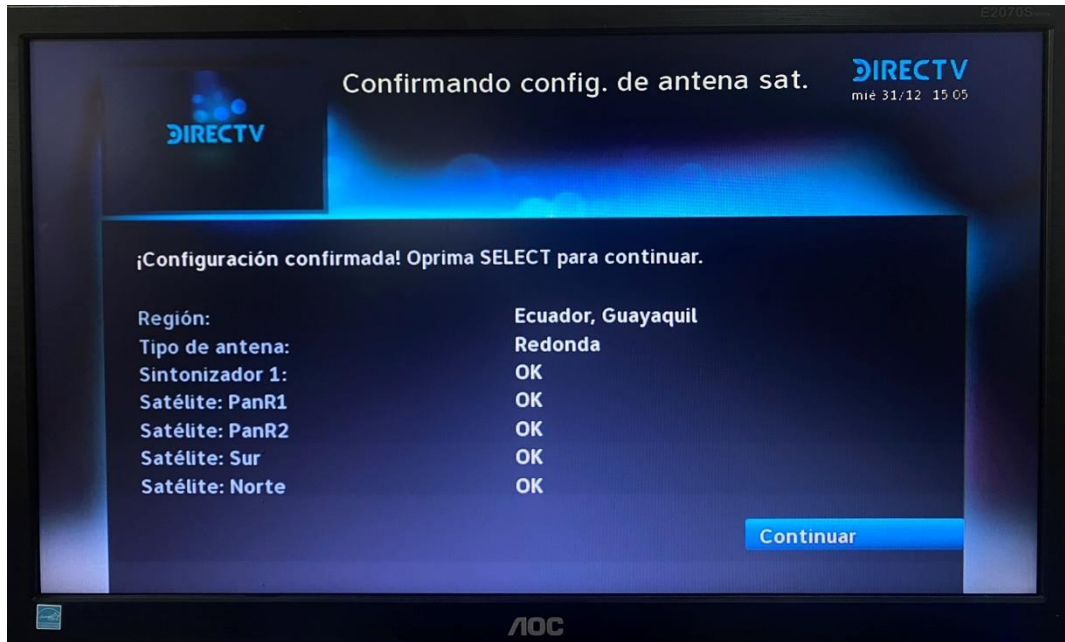 E2070S
DIRECTV
Confirmando config. de antena sat.
DIRECTV
mié 31/12 15 05
¡Configuración confirmada! Oprima SELECT para continuar.
Región: Ecuador, Guayaquil
Tipo de antena: Redonda
Sintonizador 1: OK
Satélite: PanR1 OK
Satélite: PanR2 OK
Satélite: Sur OK
Satélite: Norte OK
Continuar
AOC